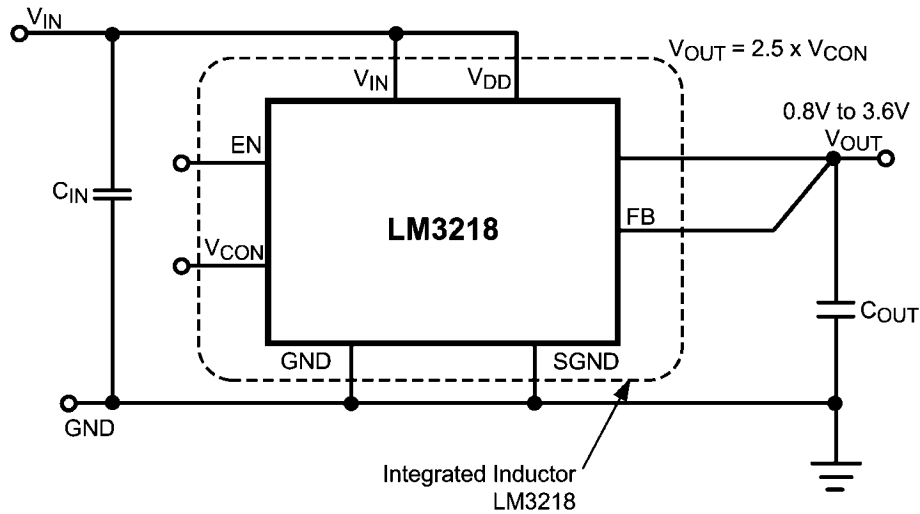 VIN
VOUT = 2.5 x VCON
VIN
VDD
0.8V to 3.6V
VOUT
EN
CIN
FB
LM3218
VCON
COUT
GND
SGND
GND
Integrated Inductor
LM3218